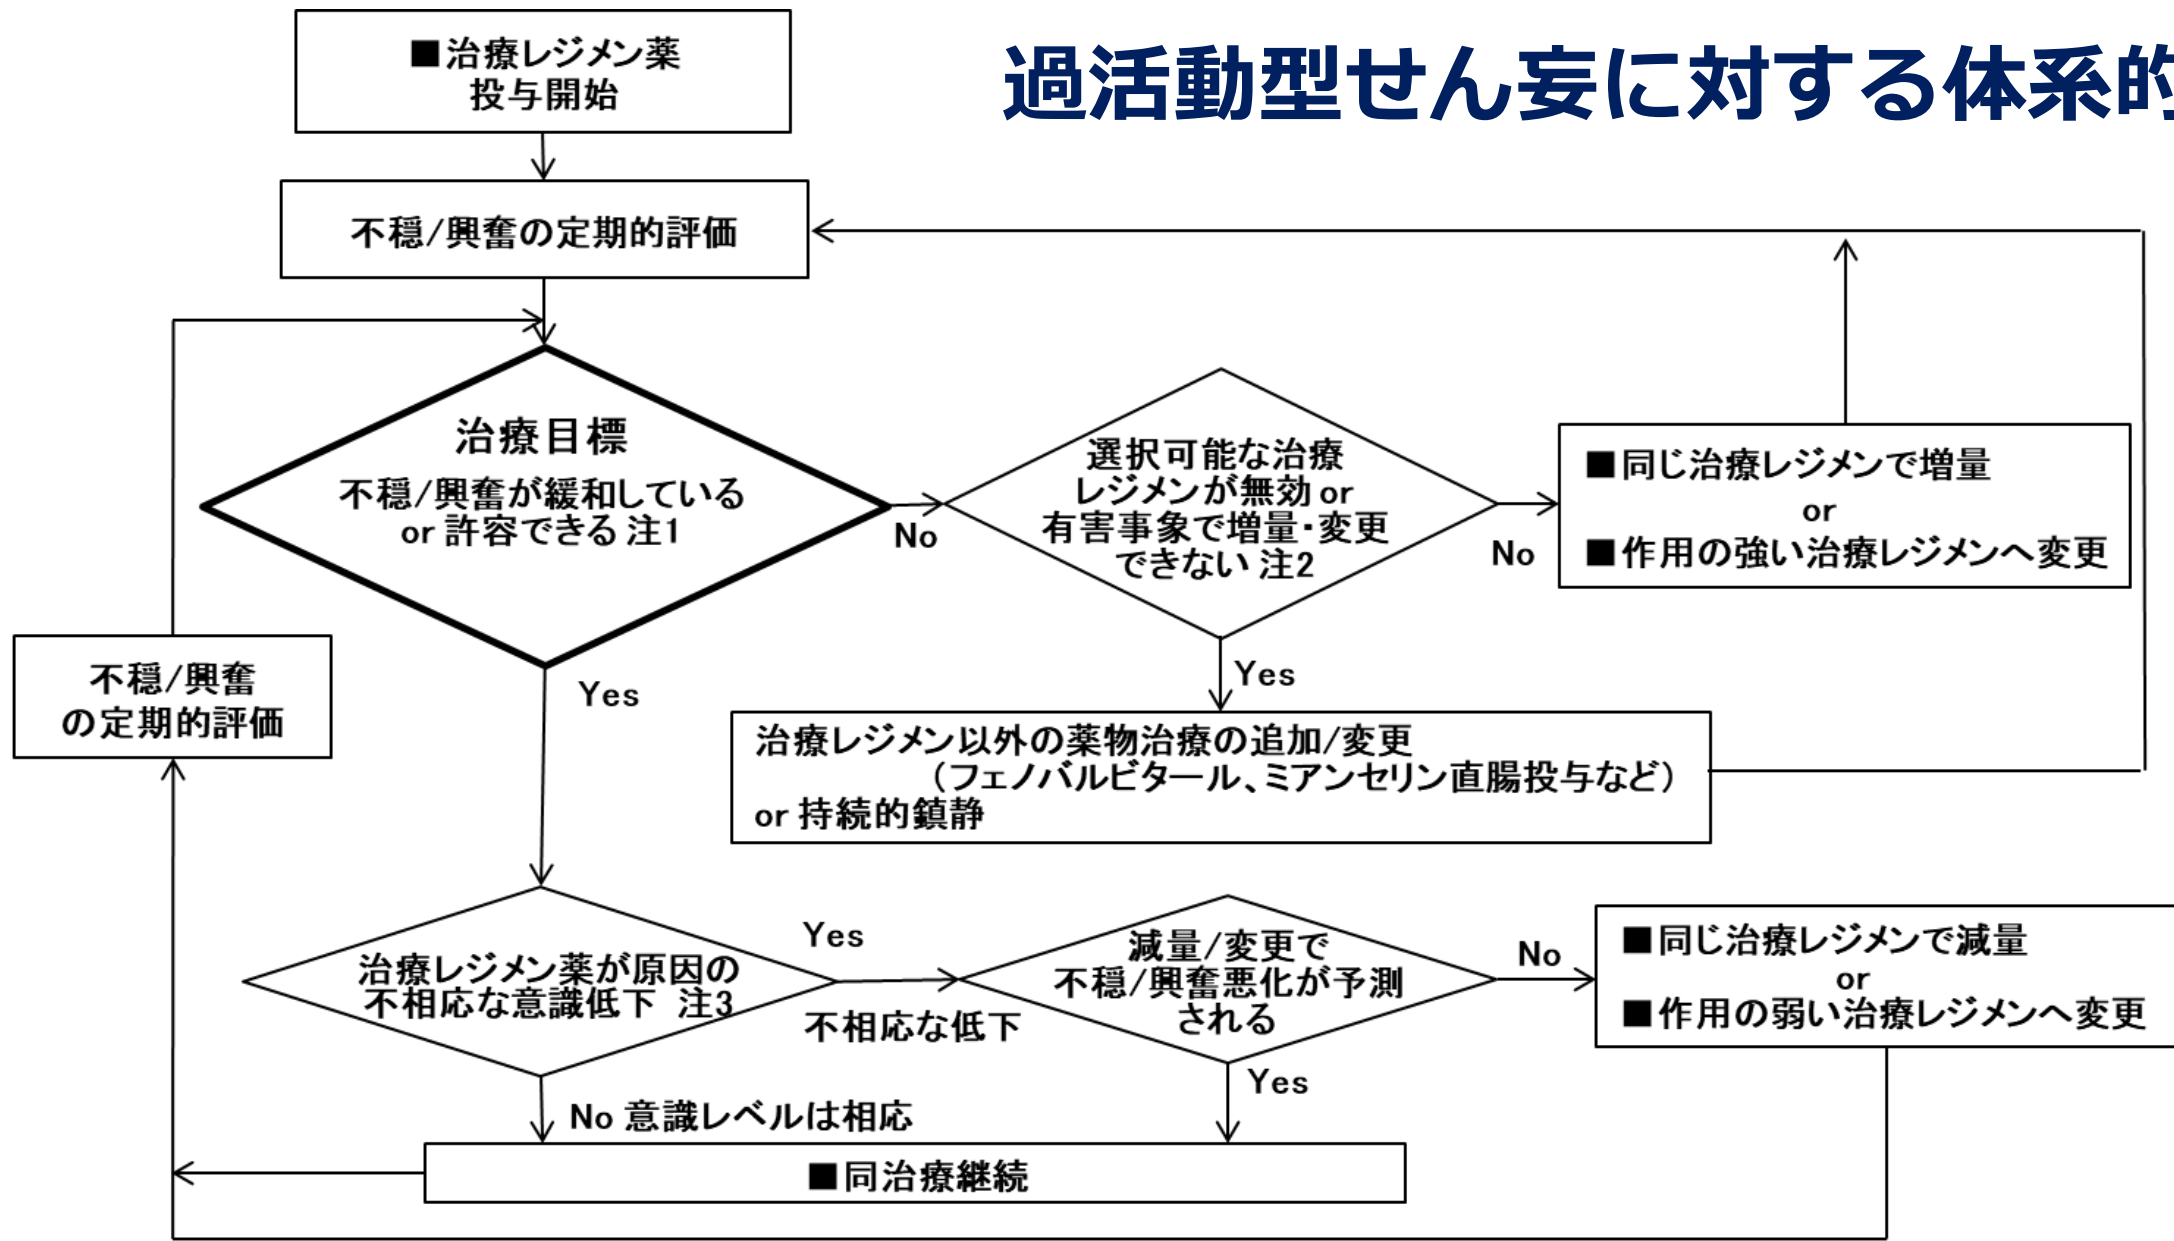 過活動型せん妄に対する体系的
■治療レジメン薬
投与開始
不穏/興奮の定期的評価
治療目標
不穏/興奮が緩和している
or 許容できる 注1
No
選択可能な治療
レジメンが無効 or
有害事象で増量・変更
できない 注2
No
■同じ治療レジメンで増量
or
■作用の強い治療レジメンへ変更
不穏/興奮
の定期的評価
Yes
Yes
治療レジメン以外の薬物治療の追加/変更
（フェノバルビタール、ミアンセリン直腸投与など）
or 持続的鎮静
治療レジメン薬が原因の
不相応な意識低下 注3
Yes
不相応な低下
減量/変更で
不穏/興奮悪化が予測
される
No
■同じ治療レジメンで減量
or
■作用の弱い治療レジメンへ変更
No 意識レベルは相応
Yes
■同治療継続